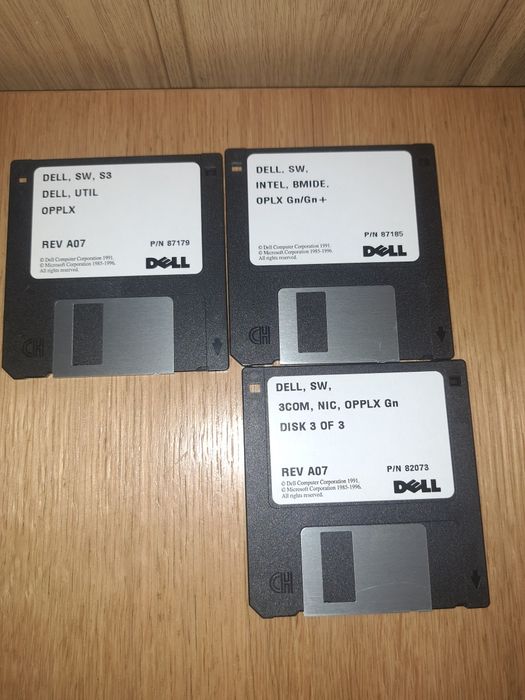 DELL, SW, S3
DELL, UTIL
OPPLX
REV A07 P/N 87179
© Dell Computer Corporation 1991.
© Microsoft Corporation 1985-1996.
All rights reserved.
DELL
DELL, SW,
INTEL, BMIDE,
OPLX Gn/Gn+
P/N 87185
© Dell Computer Corporation 1991.
© Microsoft Corporation 1985-1996.
All rights reserved.
DELL
DELL, SW,
3COM, NIC, OPPLX Gn
DISK 3 OF 3
REV A07 P/N 82073
© Dell Computer Corporation 1991.
© Microsoft Corporation 1985-1996.
All rights reserved.
DELL